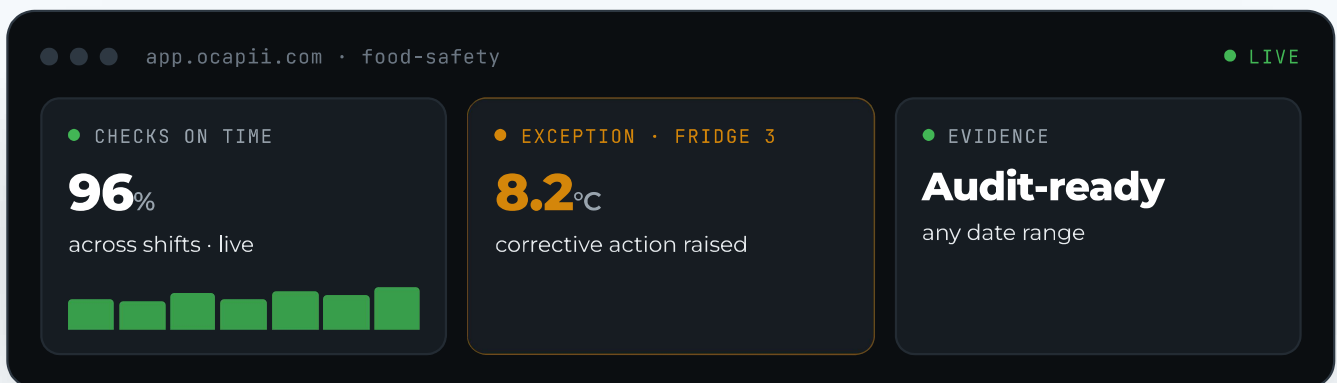 app.ocapii.com · food-safety
LIVE
CHECKS ON TIME
96%
across shifts · live
EXCEPTION · FRIDGE 3
8.2°C
corrective action raised
EVIDENCE
Audit-ready
any date range